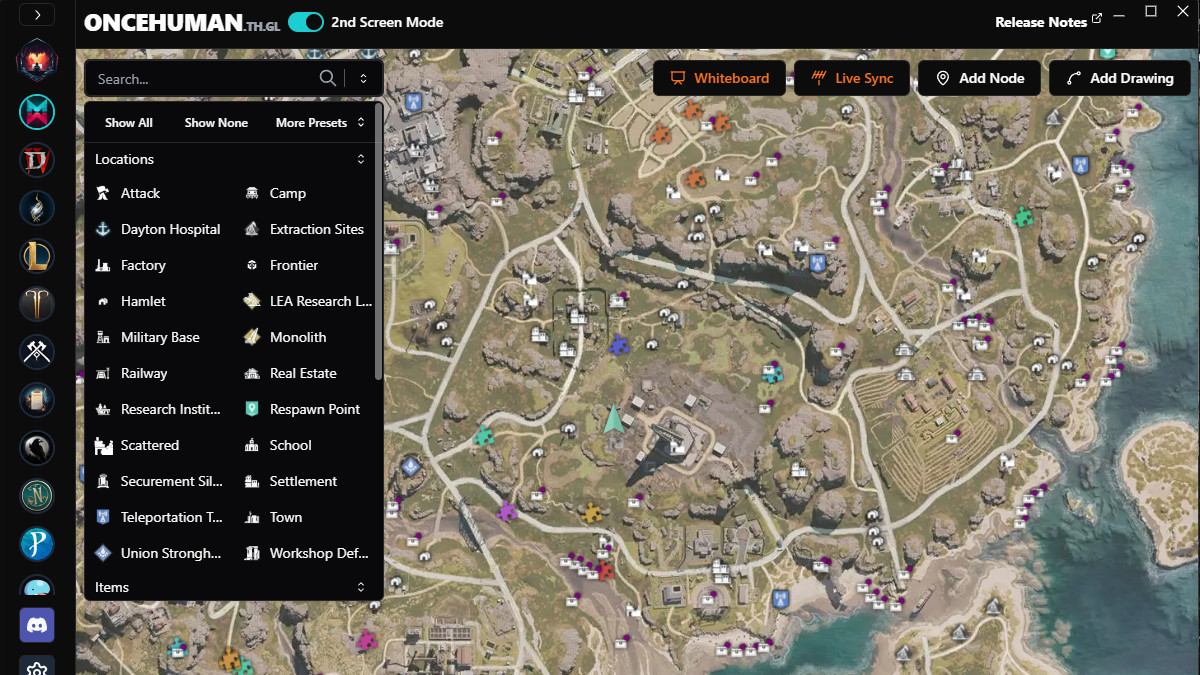 ONCEHUMAN.TH.GL
2nd Screen Mode
Release Notes
Search...
Whiteboard
Live Sync
Add Node
Add Drawing
Show All
Show None
More Presets
Locations
Attack
Camp
Dayton Hospital
Extraction Sites
Factory
Frontier
Hamlet
LEA Research L...
Military Base
Monolith
Railway
Real Estate
Research Instit...
Respawn Point
Scattered
School
Securement Sil...
Settlement
Teleportation T...
Town
Union Strongh...
Workshop Def...
Items